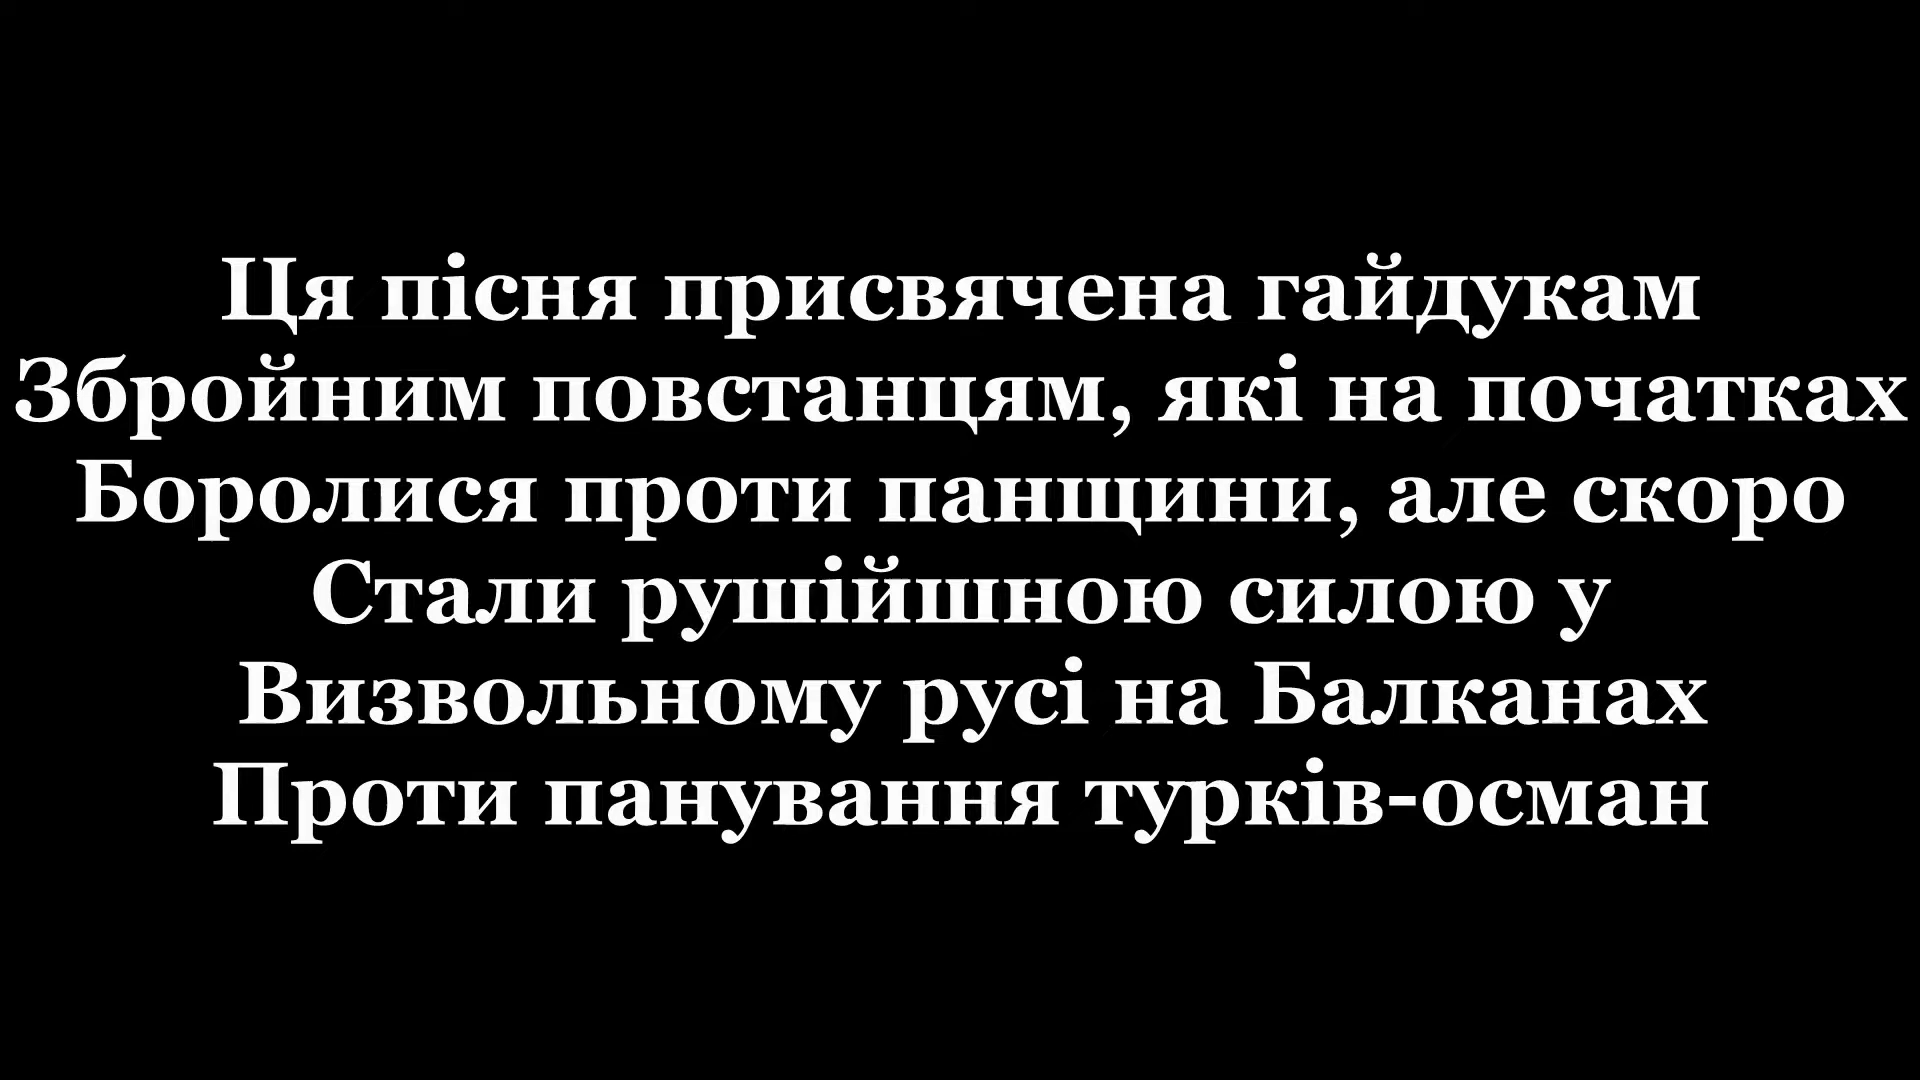 Ця пісня присвячена гайдукам
Збройним повстанцям, які на початках
Боролися проти панщини, але скоро
Стали рушійшною силою у
Визвольному русі на Балканах
Проти панування турків-осман